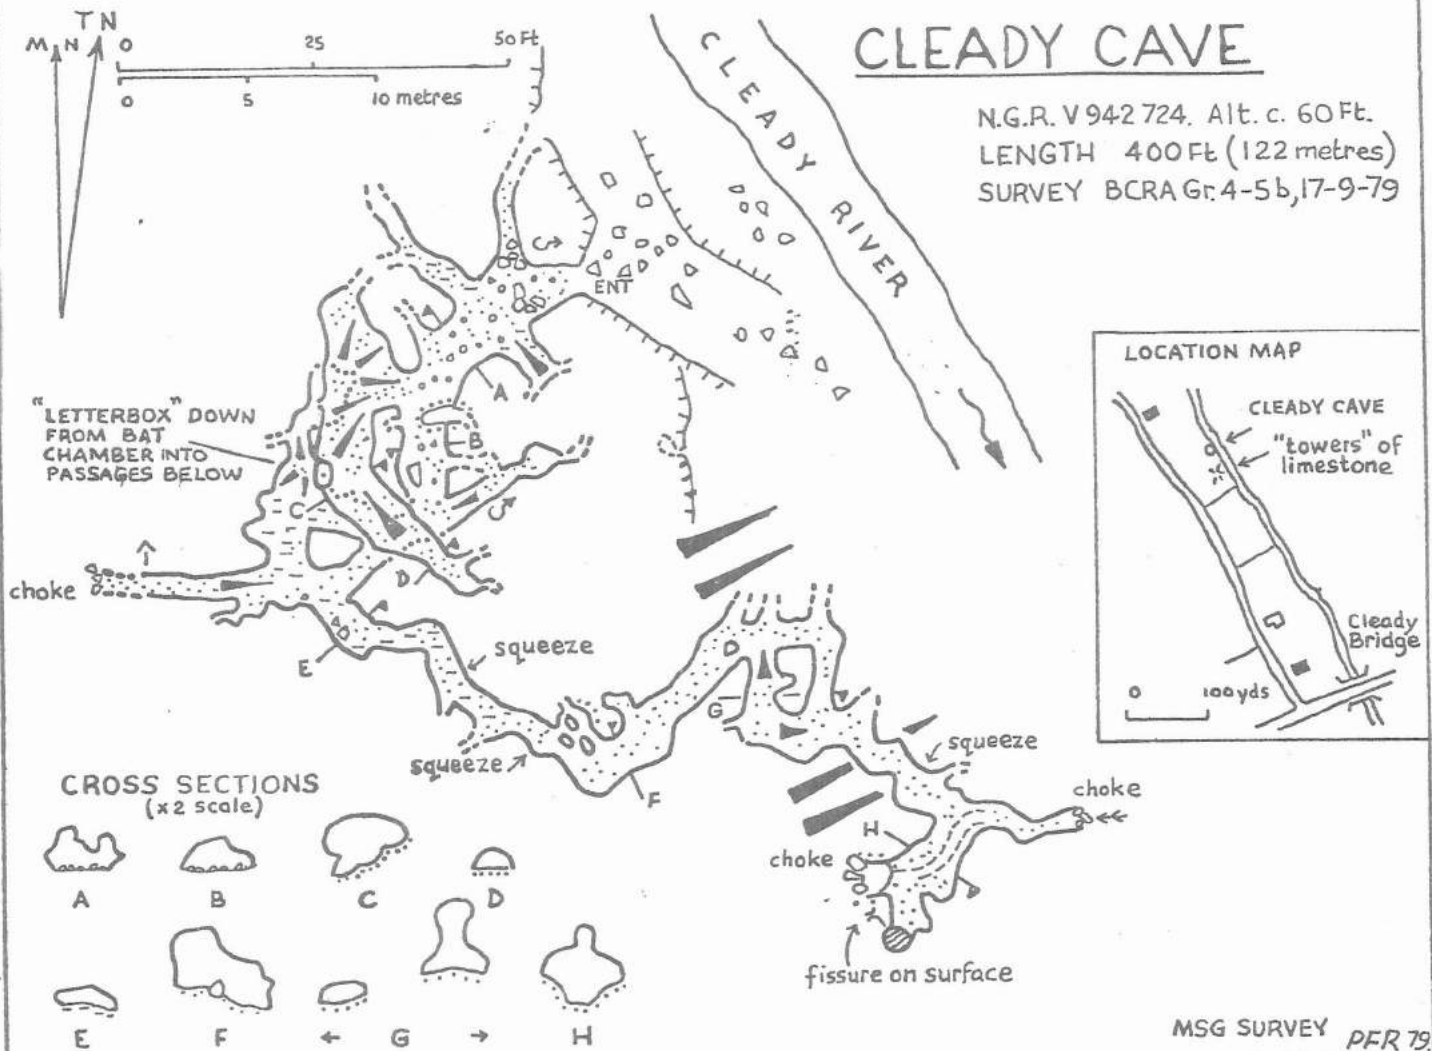 CLEADY CAVE
N.G.R. V 942 724. Alt. c. 60 Ft.
LENGTH 400 Ft (122 metres)
SURVEY BCRA Gr. 4-5b, 17-9-79
T N
M N
0 25 50 Ft
0 5 10 metres
CLEADY RIVER
ENT
A
B
"LETTERBOX" DOWN
FROM BAT
CHAMBER INTO
PASSAGES BELOW
C
D
choke
E
squeeze
squeeze
F
G
squeeze
choke
H
choke
fissure on surface
LOCATION MAP
CLEADY CAVE
"towers" of
limestone
Cleady
Bridge
0 100 yds
CROSS SECTIONS
(x2 scale)
A B C D
E F ← G → H
MSG SURVEY PFR 79.